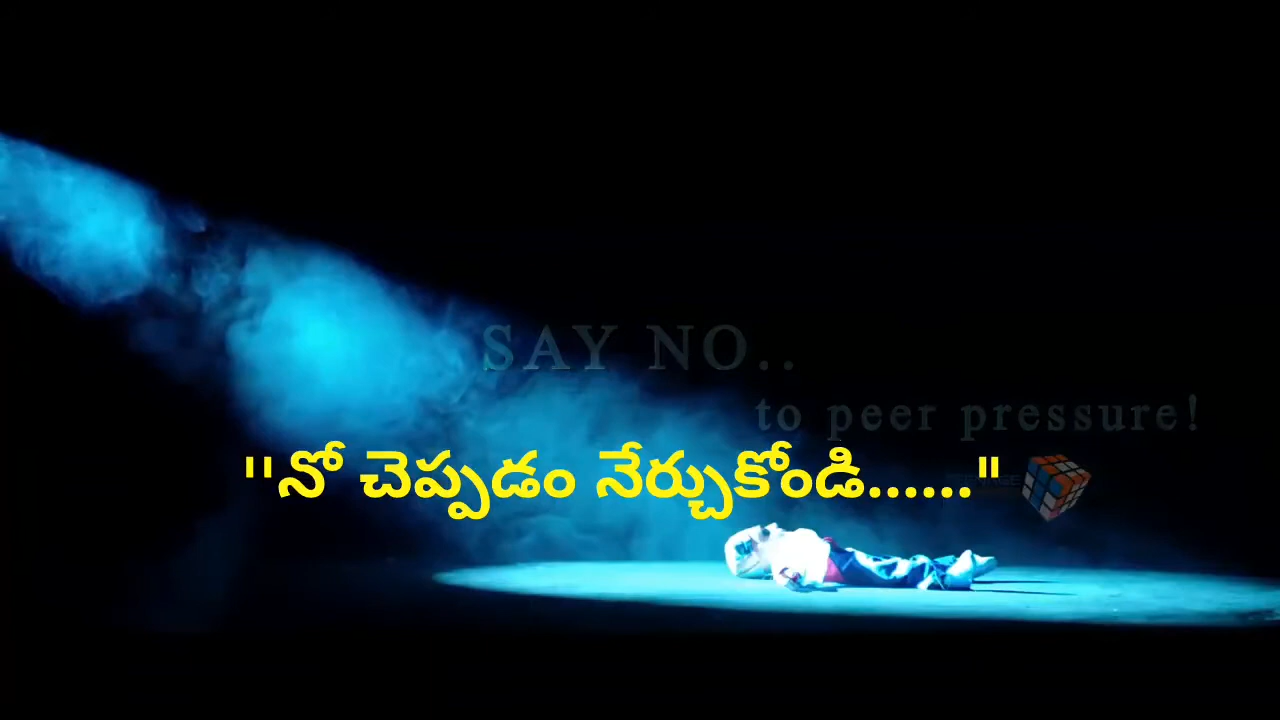 SAY NO..
to peer pressure!
''నో చెప్పడం నేర్చుకోండి......"